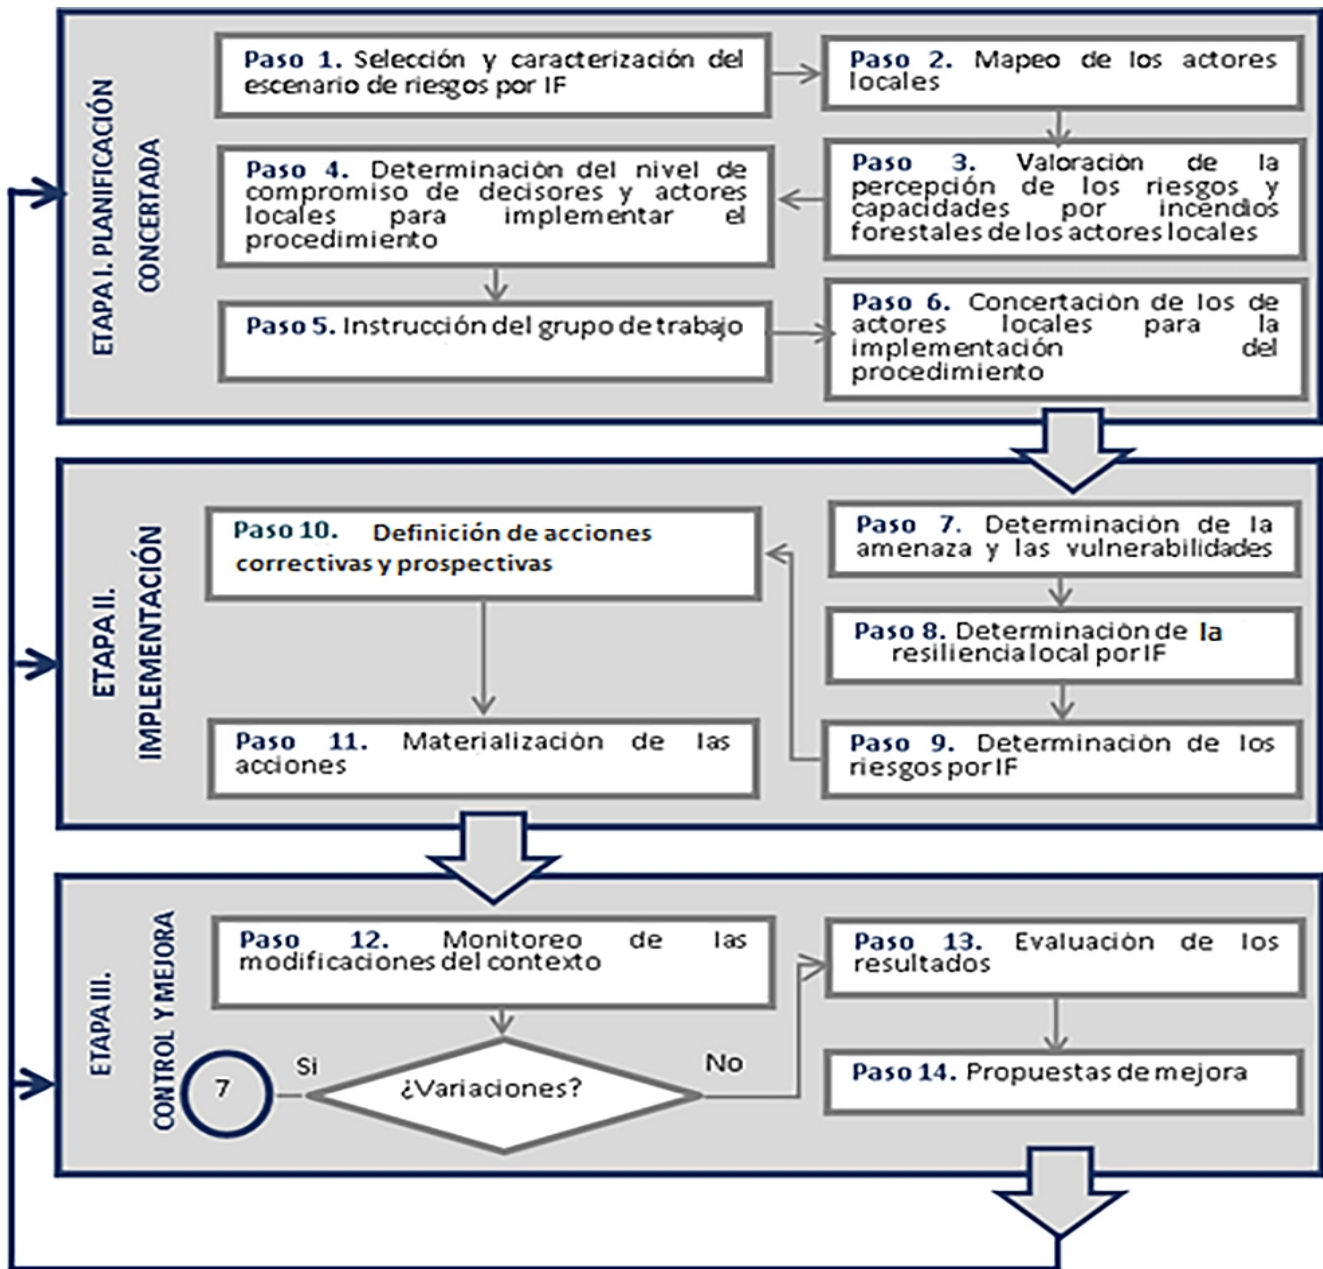 ETAPA I. PLANIFICACIÓN
CONCERTADA
Paso 1. Selección y caracterización del
escenario de riesgos por IF
Paso 2. Mapeo de los actores
locales
Paso 3. Valoración de la
percepción de los riesgos y
capacidades por incendios
forestales de los actores locales
Paso 4. Determinación del nivel de
compromiso de decisores y actores
locales para implementar el
procedimiento
Paso 5. Instrucción del grupo de trabajo
Paso 6. Concertación de los de
actores locales para la
implementación del
procedimiento
ETAPA II.
IMPLEMENTACIÓN
Paso 7. Determinación de la
amenaza y las vulnerabilidades
Paso 8. Determinación de la
resiliencia local por IF
Paso 9. Determinación de los
riesgos por IF
Paso 10. Definición de acciones
correctivas y prospectivas
Paso 11. Materialización de las
acciones
ETAPA III.
CONTROL Y MEJORA
Paso 12. Monitoreo de las
modificaciones del contexto
¿Variaciones?
Si
7
No
Paso 13. Evaluación de los
resultados
Paso 14. Propuestas de mejora